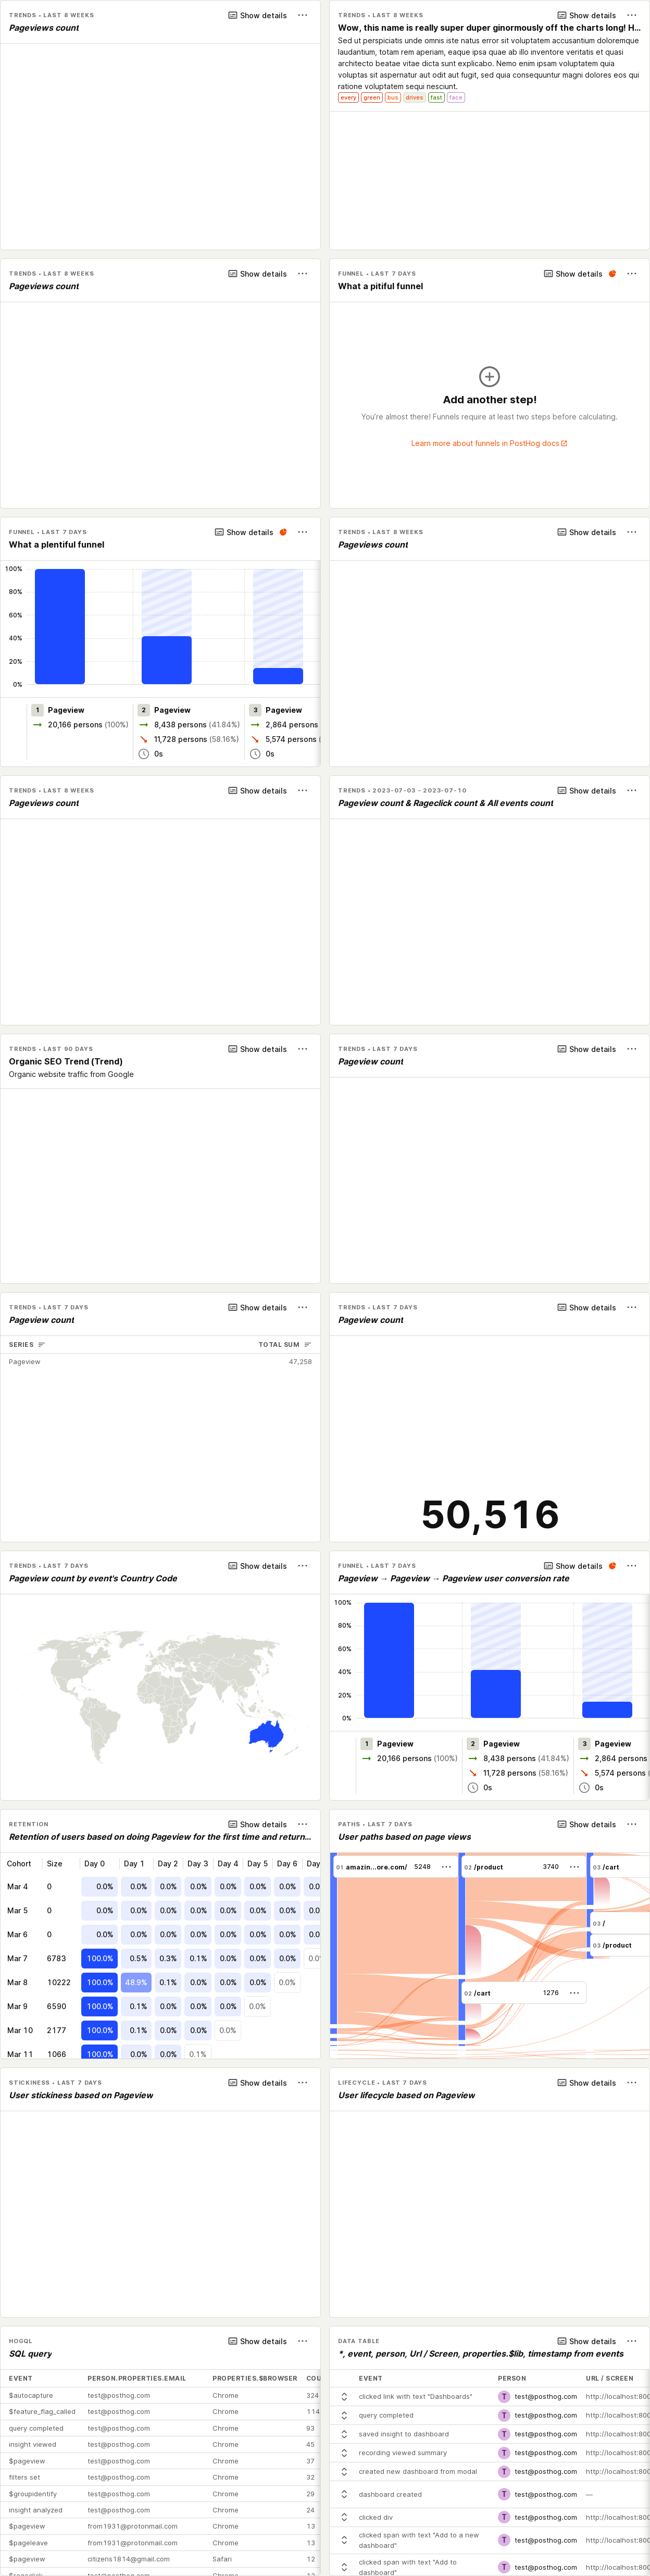 TRENDS • LAST 8 WEEKS
Show details
Pageviews count
TRENDS • LAST 8 WEEKS
Show details
Wow, this name is really super duper ginormously off the charts long! H...
Sed ut perspiciatis unde omnis iste natus error sit voluptatem accusantium doloremque
laudantium, totam rem aperiam, eaque ipsa quae ab illo inventore veritatis et quasi
architecto beatae vitae dicta sunt explicabo. Nemo enim ipsam voluptatem quia
voluptas sit aspernatur aut odit aut fugit, sed quia consequuntur magni dolores eos qui
ratione voluptatem sequi nesciunt.
every green bus drives fast face
TRENDS • LAST 8 WEEKS
Show details
Pageviews count
FUNNEL • LAST 7 DAYS
Show details
What a pitiful funnel
Add another step!
You're almost there! Funnels require at least two steps before calculating.
Learn more about funnels in PostHog docs
FUNNEL • LAST 7 DAYS
Show details
What a plentiful funnel
100%
80%
60%
40%
20%
0%
1 Pageview
20,166 persons (100%)
2 Pageview
8,438 persons (41.84%)
11,728 persons (58.16%)
0s
3 Pageview
2,864 persons
5,574 persons (
0s
TRENDS • LAST 8 WEEKS
Show details
Pageviews count
TRENDS • LAST 8 WEEKS
Show details
Pageviews count
TRENDS • 2023-07-03 - 2023-07-10
Show details
Pageview count & Rageclick count & All events count
TRENDS • LAST 90 DAYS
Show details
Organic SEO Trend (Trend)
Organic website traffic from Google
TRENDS • LAST 7 DAYS
Show details
Pageview count
TRENDS • LAST 7 DAYS
Show details
Pageview count
SERIES TOTAL SUM
Pageview 47,258
TRENDS • LAST 7 DAYS
Show details
Pageview count
50,516
TRENDS • LAST 7 DAYS
Show details
Pageview count by event's Country Code
FUNNEL • LAST 7 DAYS
Show details
Pageview → Pageview → Pageview user conversion rate
100%
80%
60%
40%
20%
0%
1 Pageview
20,166 persons (100%)
2 Pageview
8,438 persons (41.84%)
11,728 persons (58.16%)
0s
3 Pageview
2,864 persons
5,574 persons (
0s
RETENTION
Show details
Retention of users based on doing Pageview for the first time and return...
Cohort Size Day 0 Day 1 Day 2 Day 3 Day 4 Day 5 Day 6 Day
Mar 4 0 0.0% 0.0% 0.0% 0.0% 0.0% 0.0% 0.0% 0.0
Mar 5 0 0.0% 0.0% 0.0% 0.0% 0.0% 0.0% 0.0% 0.0
Mar 6 0 0.0% 0.0% 0.0% 0.0% 0.0% 0.0% 0.0% 0.0
Mar 7 6783 100.0% 0.5% 0.3% 0.1% 0.0% 0.0% 0.0% 0.0
Mar 8 10222 100.0% 48.9% 0.1% 0.0% 0.0% 0.0% 0.0%
Mar 9 6590 100.0% 0.1% 0.0% 0.0% 0.0% 0.0%
Mar 10 2177 100.0% 0.1% 0.0% 0.0% 0.0%
Mar 11 1066 100.0% 0.0% 0.0% 0.1%
PATHS • LAST 7 DAYS
Show details
User paths based on page views
01 amazin...ore.com/ 5248
02 /product 3740
03 /cart
03 /
03 /product
02 /cart 1276
STICKINESS • LAST 7 DAYS
Show details
User stickiness based on Pageview
LIFECYCLE • LAST 7 DAYS
Show details
User lifecycle based on Pageview
HOGQL
Show details
SQL query
EVENT PERSON.PROPERTIES.EMAIL PROPERTIES.$BROWSER COU
$autocapture test@posthog.com Chrome 324
$feature_flag_called test@posthog.com Chrome 114
query completed test@posthog.com Chrome 93
insight viewed test@posthog.com Chrome 45
$pageview test@posthog.com Chrome 37
filters set test@posthog.com Chrome 32
$groupidentify test@posthog.com Chrome 29
insight analyzed test@posthog.com Chrome 24
$pageview from1931@protonmail.com Chrome 13
$pageleave from1931@protonmail.com Chrome 13
$pageview citizens1814@gmail.com Safari 12
DATA TABLE
Show details
*, event, person, Url / Screen, properties.$lib, timestamp from events
EVENT PERSON URL / SCREEN
clicked link with text "Dashboards" T test@posthog.com http://localhost:800
query completed T test@posthog.com http://localhost:800
saved insight to dashboard T test@posthog.com http://localhost:800
recording viewed summary T test@posthog.com http://localhost:800
created new dashboard from modal T test@posthog.com http://localhost:800
dashboard created T test@posthog.com —
clicked div T test@posthog.com http://localhost:800
clicked span with text "Add to a new
dashboard" T test@posthog.com http://localhost:800
clicked span with text "Add to
dashboard" T test@posthog.com http://localhost:800